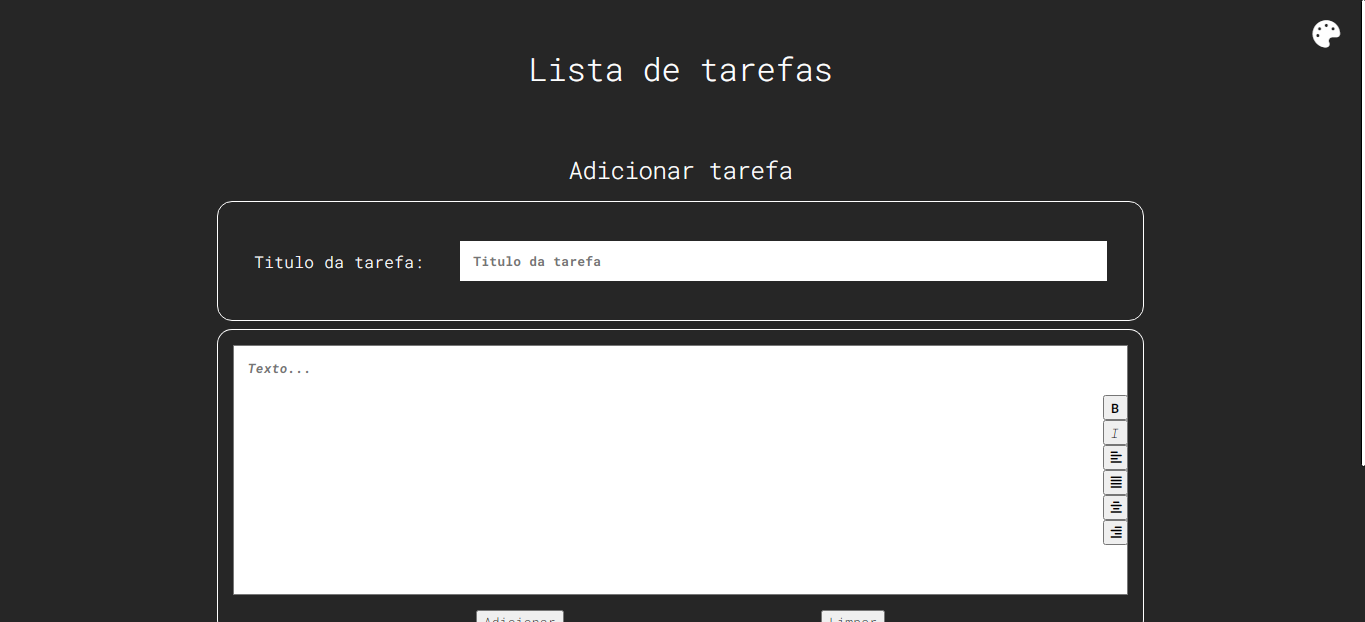 Lista de tarefas
Adicionar tarefa
Titulo da tarefa:
Titulo da tarefa
Texto...
B
I
Adicionar
Limpar